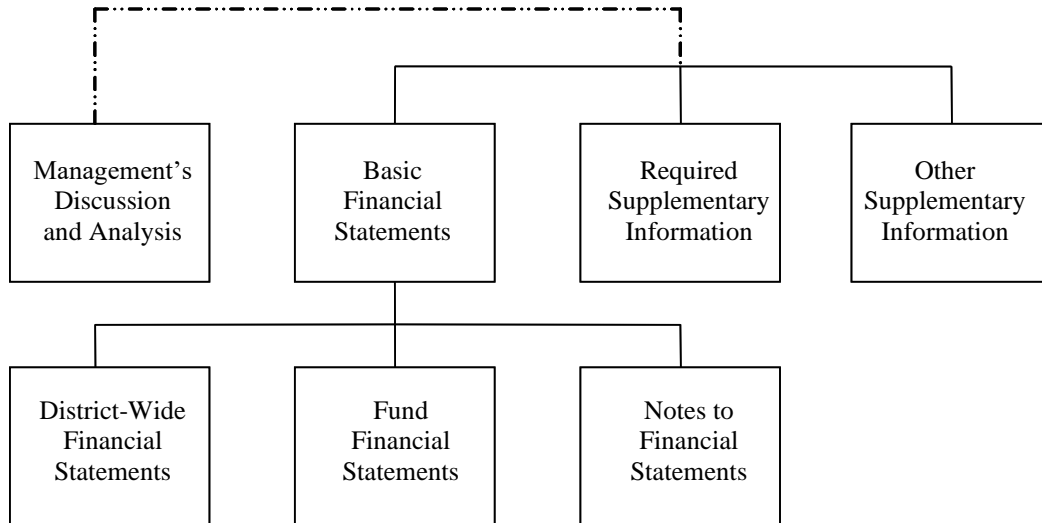 Management’s
Discussion
and Analysis
Basic
Financial
Statements
Required
Supplementary
Information
Other
Supplementary
Information
District-Wide
Financial
Statements
Fund
Financial
Statements
Notes to
Financial
Statements